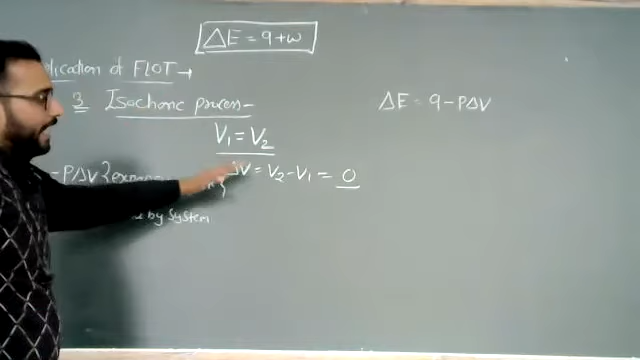 ΔE = q + w
plication of FLOT →
3 Isochoric process -
V₁ = V₂
ΔV = V₂ - V₁ = 0
- PΔV {
by system
ΔE = q - PΔV